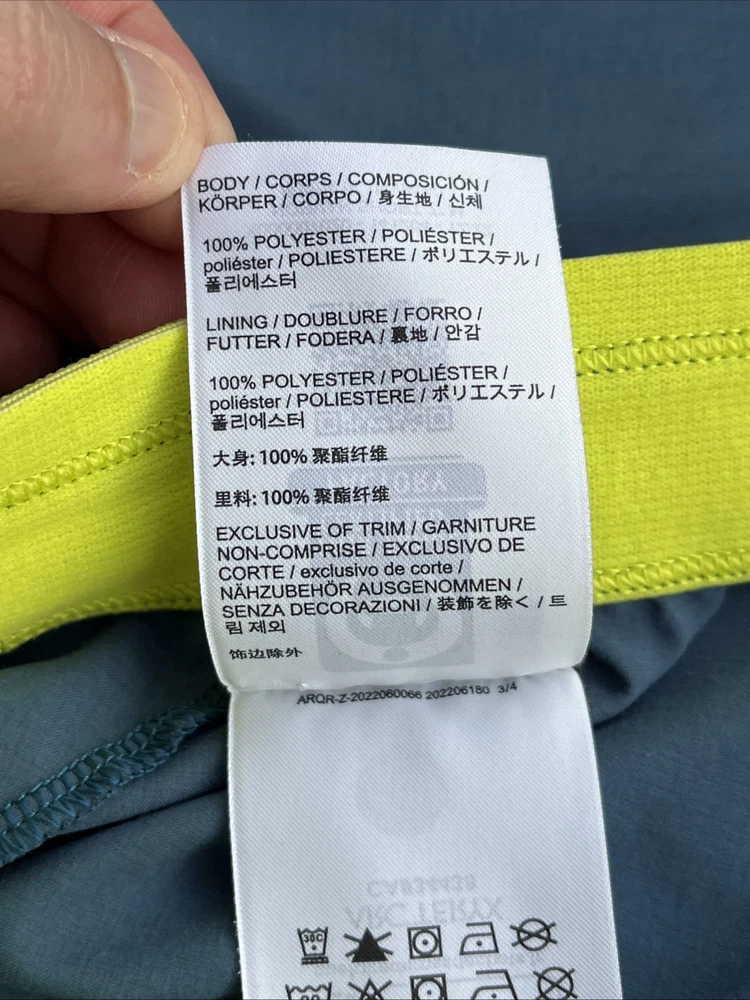 BODY / CORPS / COMPOSICIÓN /
KÖRPER / CORPO / 身生地 / 신체
100% POLYESTER / POLIÉSTER /
poliéster / POLIESTERE / ポリエステル /
폴리에스터
LINING / DOUBLURE / FORRO /
FUTTER / FODERA / 裏地 / 안감
100% POLYESTER / POLIÉSTER /
poliéster / POLIESTERE / ポリエステル /
폴리에스터
大身: 100% 聚酯纤维
里料: 100% 聚酯纤维
EXCLUSIVE OF TRIM / GARNITURE
NON-COMPRISE / EXCLUSIVO DE
CORTE / exclusivo de corte /
NÄHZUBEHÖR AUSGENOMMEN /
SENZA DECORAZIONI / 装飾を除く / 트
림 제외
饰边除外
ARQR-Z-2022060066 202206180 3/4
CA#34438
ARC'TERYX
30C